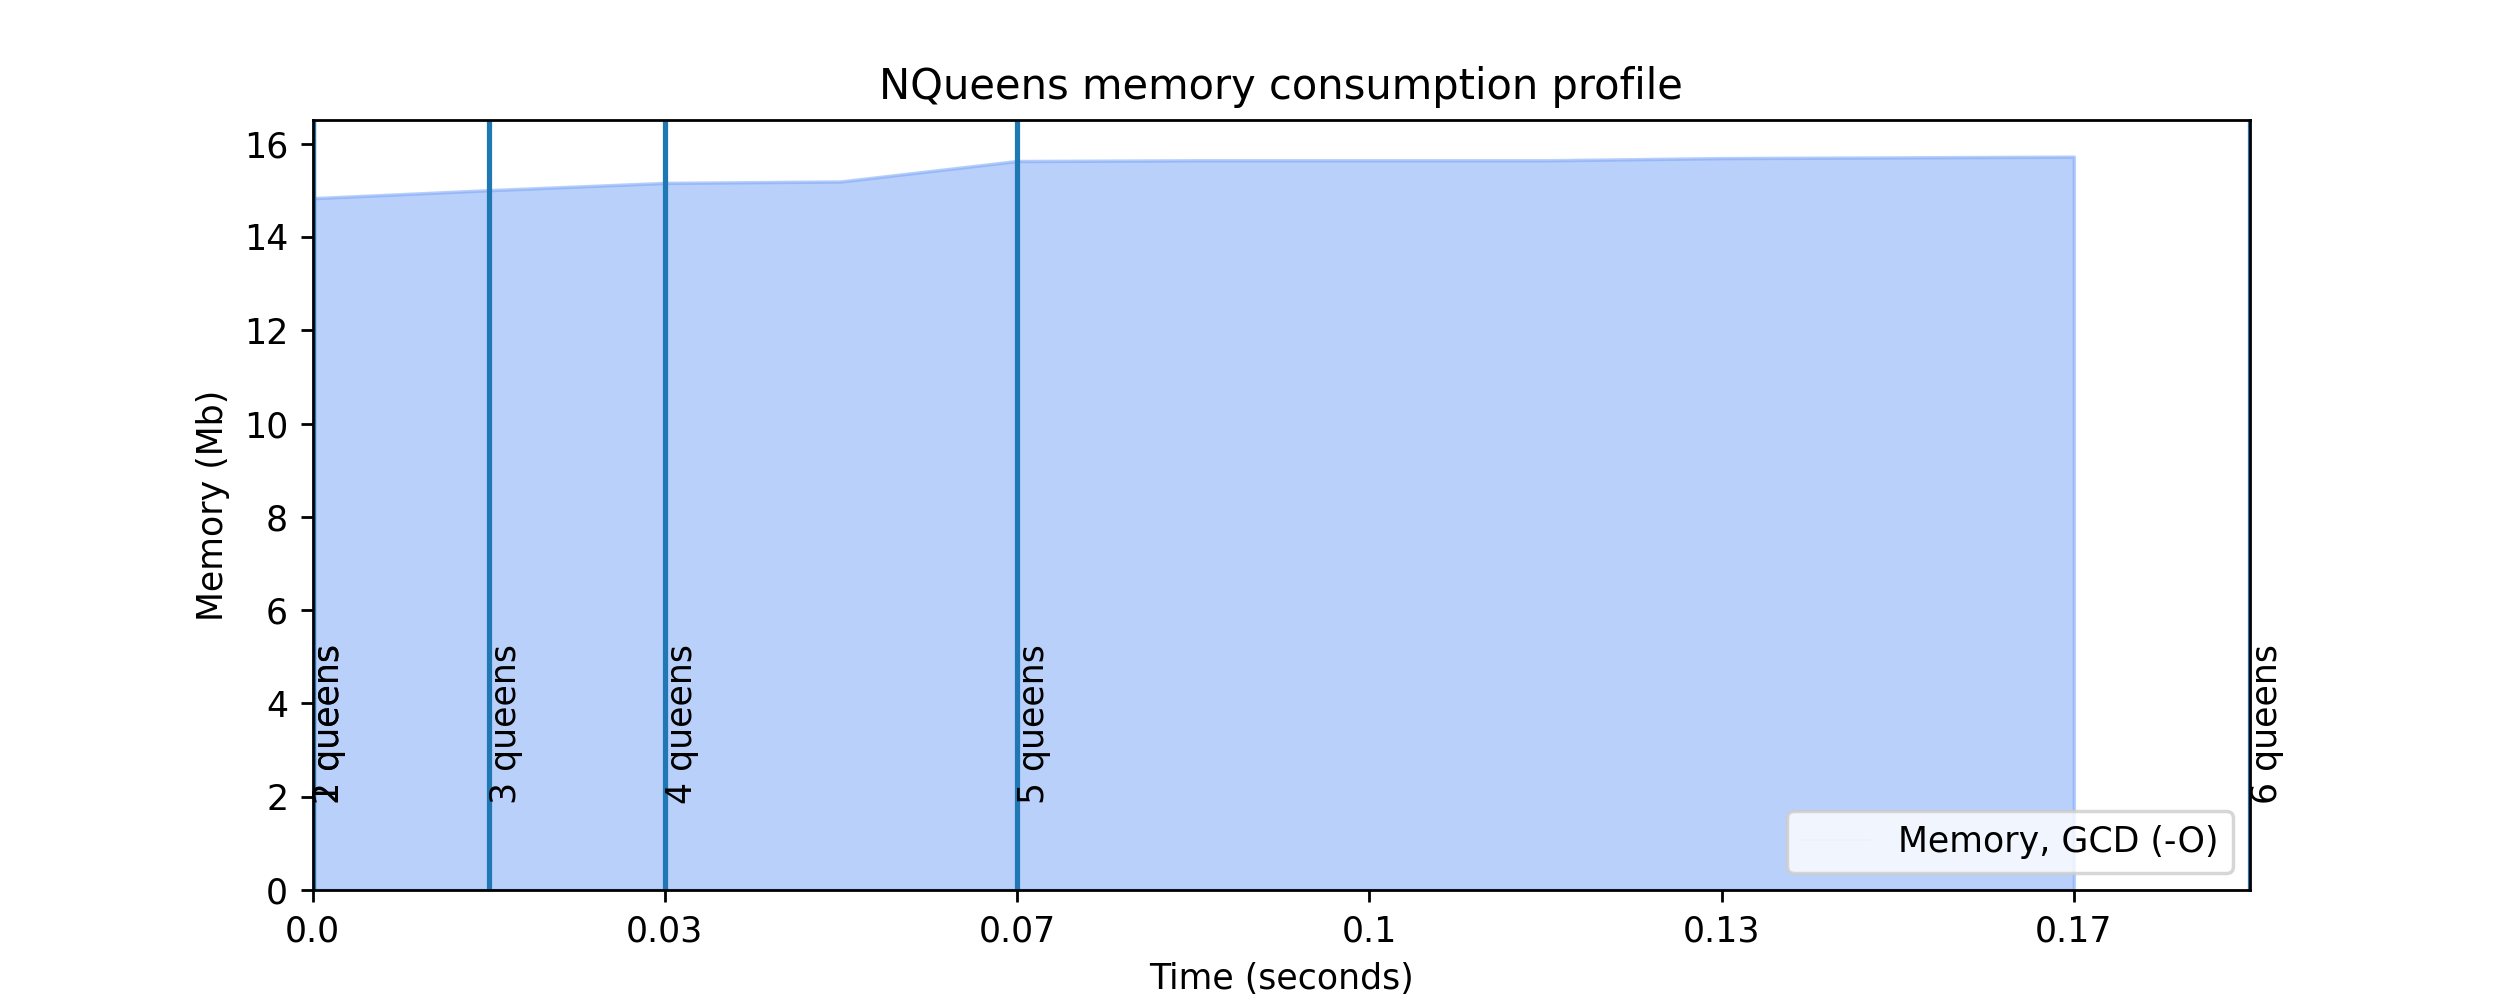 NQueens memory consumption profile
16
14
12
10
8
6
4
2
0
Memory (Mb)
queens
3 queens
4 queens
5 queens
6 queens
Memory, GCD (-O)
0.0
0.03
0.07
0.1
0.13
0.17
Time (seconds)